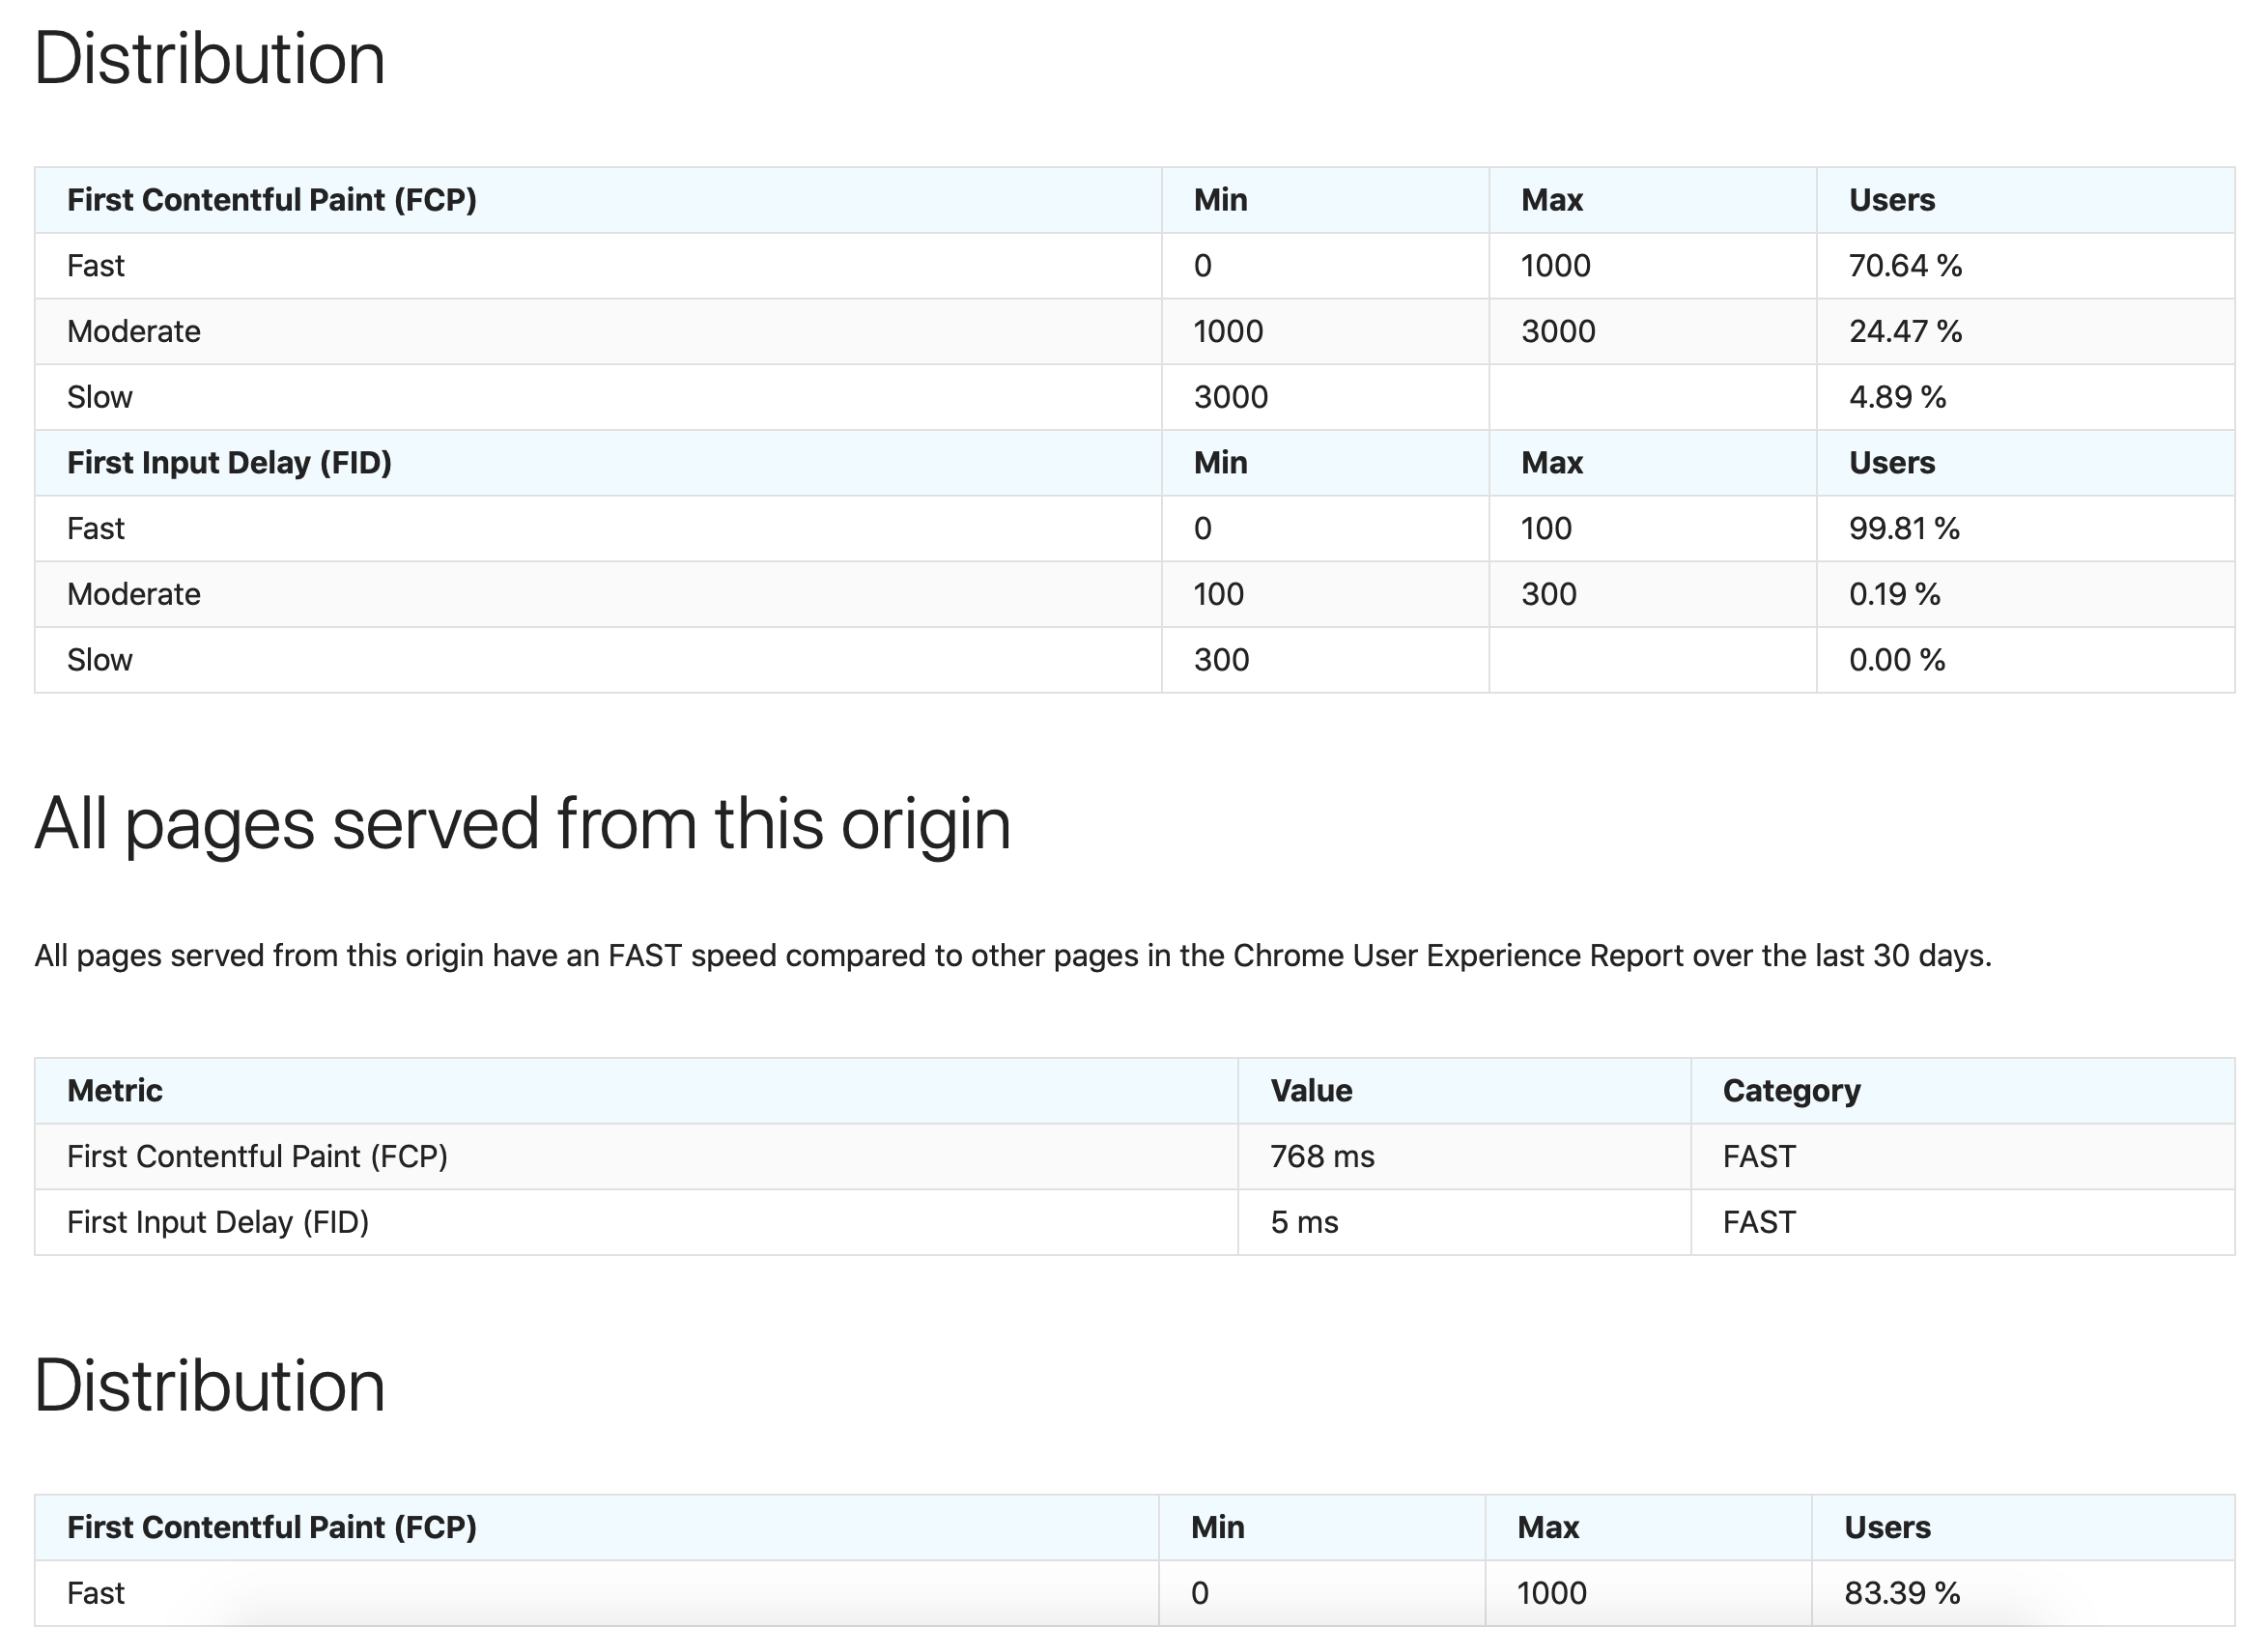 Distribution
First Contentful Paint (FCP) Min Max Users
Fast 0 1000 70.64 %
Moderate 1000 3000 24.47 %
Slow 3000 4.89 %
First Input Delay (FID) Min Max Users
Fast 0 100 99.81 %
Moderate 100 300 0.19 %
Slow 300 0.00 %
All pages served from this origin
All pages served from this origin have an FAST speed compared to other pages in the Chrome User Experience Report over the last 30 days.
Metric Value Category
First Contentful Paint (FCP) 768 ms FAST
First Input Delay (FID) 5 ms FAST
Distribution
First Contentful Paint (FCP) Min Max Users
Fast 0 1000 83.39 %